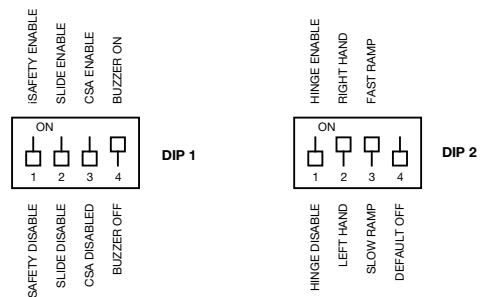 iSAFETY ENABLE
SLIDE ENABLE
CSA ENABLE
BUZZER ON
ON
1 2 3 4
DIP 1
SAFETY DISABLE
SLIDE DISABLE
CSA DISABLED
BUZZER OFF
HINGE ENABLE
RIGHT HAND
FAST RAMP
ON
1 2 3 4
DIP 2
HINGE DISABLE
LEFT HAND
SLOW RAMP
DEFAULT OFF